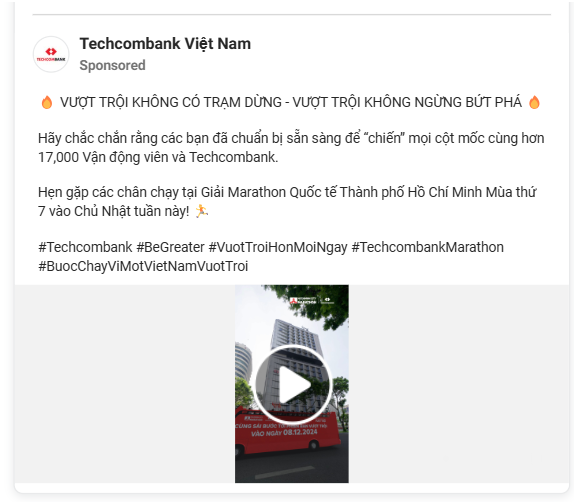 Techcombank Việt Nam
Sponsored
TECHCOMBANK
🔥 VƯỢT TRỘI KHÔNG CÓ TRẠM DỪNG - VƯỢT TRỘI KHÔNG NGỪNG BỨT PHÁ 🔥
Hãy chắc chắn rằng các bạn đã chuẩn bị sẵn sàng để “chiến” mọi cột mốc cùng hơn
17,000 Vận động viên và Techcombank.
Hẹn gặp các chân chạy tại Giải Marathon Quốc tế Thành phố Hồ Chí Minh Mùa thứ
7 vào Chủ Nhật tuần này! 🏃
#Techcombank #BeGreater #VuotTroiHonMoiNgay #TechcombankMarathon
#BuocChayViMotVietNamVuotTroi
CÙNG SẢI BƯỚC
VÀO NGÀY 08.12.2024